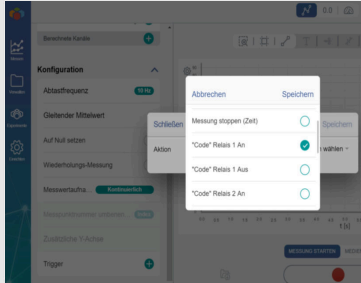 Berechnete Kanäle
Konfiguration
Abtastfrequenz
10 Hz
Gleitender Mittelwert
Auf Null setzen
Wiederholungs-Messung
Messwertaufna...
Kontinuierlich
Zusätzliche Y-Achse
Trigger
Schließen
Speichern
Aktion
wählen
Abbrechen
Speichern
Messung stoppen (Zeit)
"Code" Relais 1 An
"Code" Relais 1 Aus
"Code" Relais 2 An
t [s]
MESSUNG STARTEN